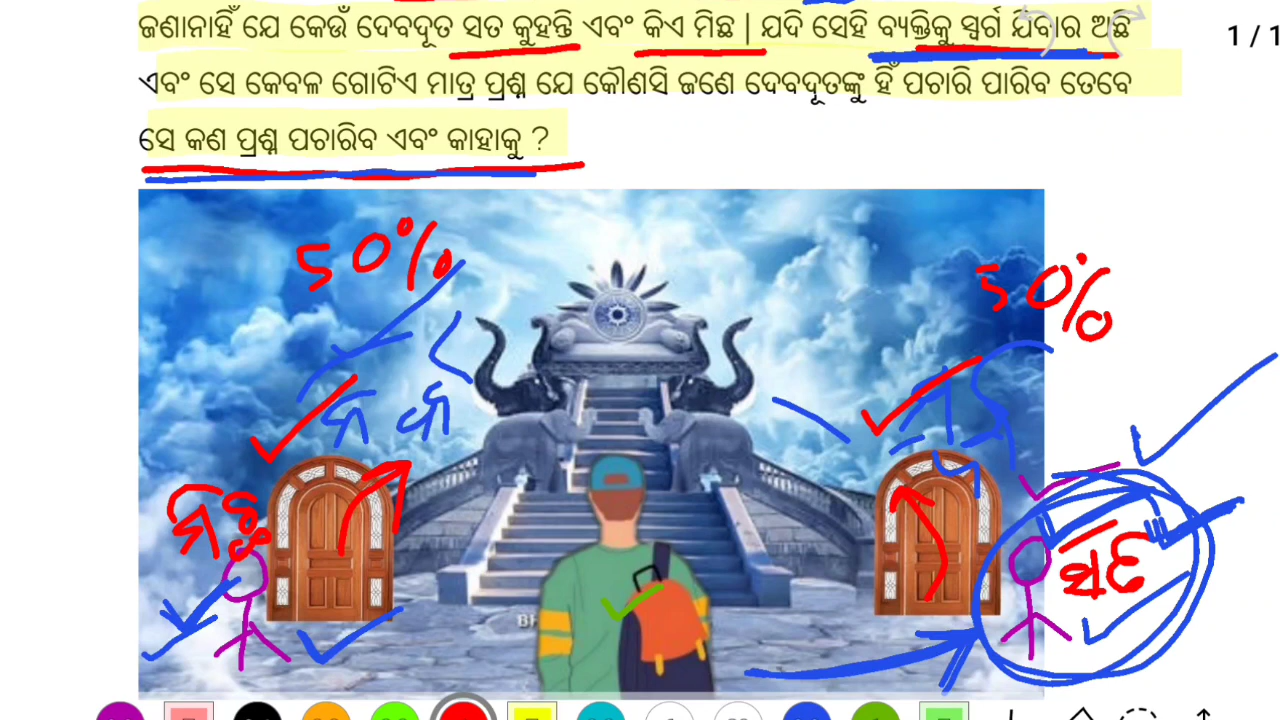 ଜଣାନାହିଁ ଯେ କେଉଁ ଦେବଦୂତ ସତ କୁହନ୍ତି ଏବଂ କିଏ ମିଛ | ଯଦି ସେହି ବ୍ୟକ୍ତିକୁ ସ୍ଵର୍ଗ ଯିବାର ଅଛି
1 / 1
ଏବଂ ସେ କେବଳ ଗୋଟିଏ ମାତ୍ର ପ୍ରଶ୍ନ ଯେ କୌଣସି ଜଣେ ଦେବଦୂତଙ୍କୁ ହିଁ ପଚାରି ପାରିବ ତେବେ
ସେ କଣ ପ୍ରଶ୍ନ ପଚାରିବ ଏବଂ କାହାକୁ ?
50%
50%
ମିଛ
ସତ